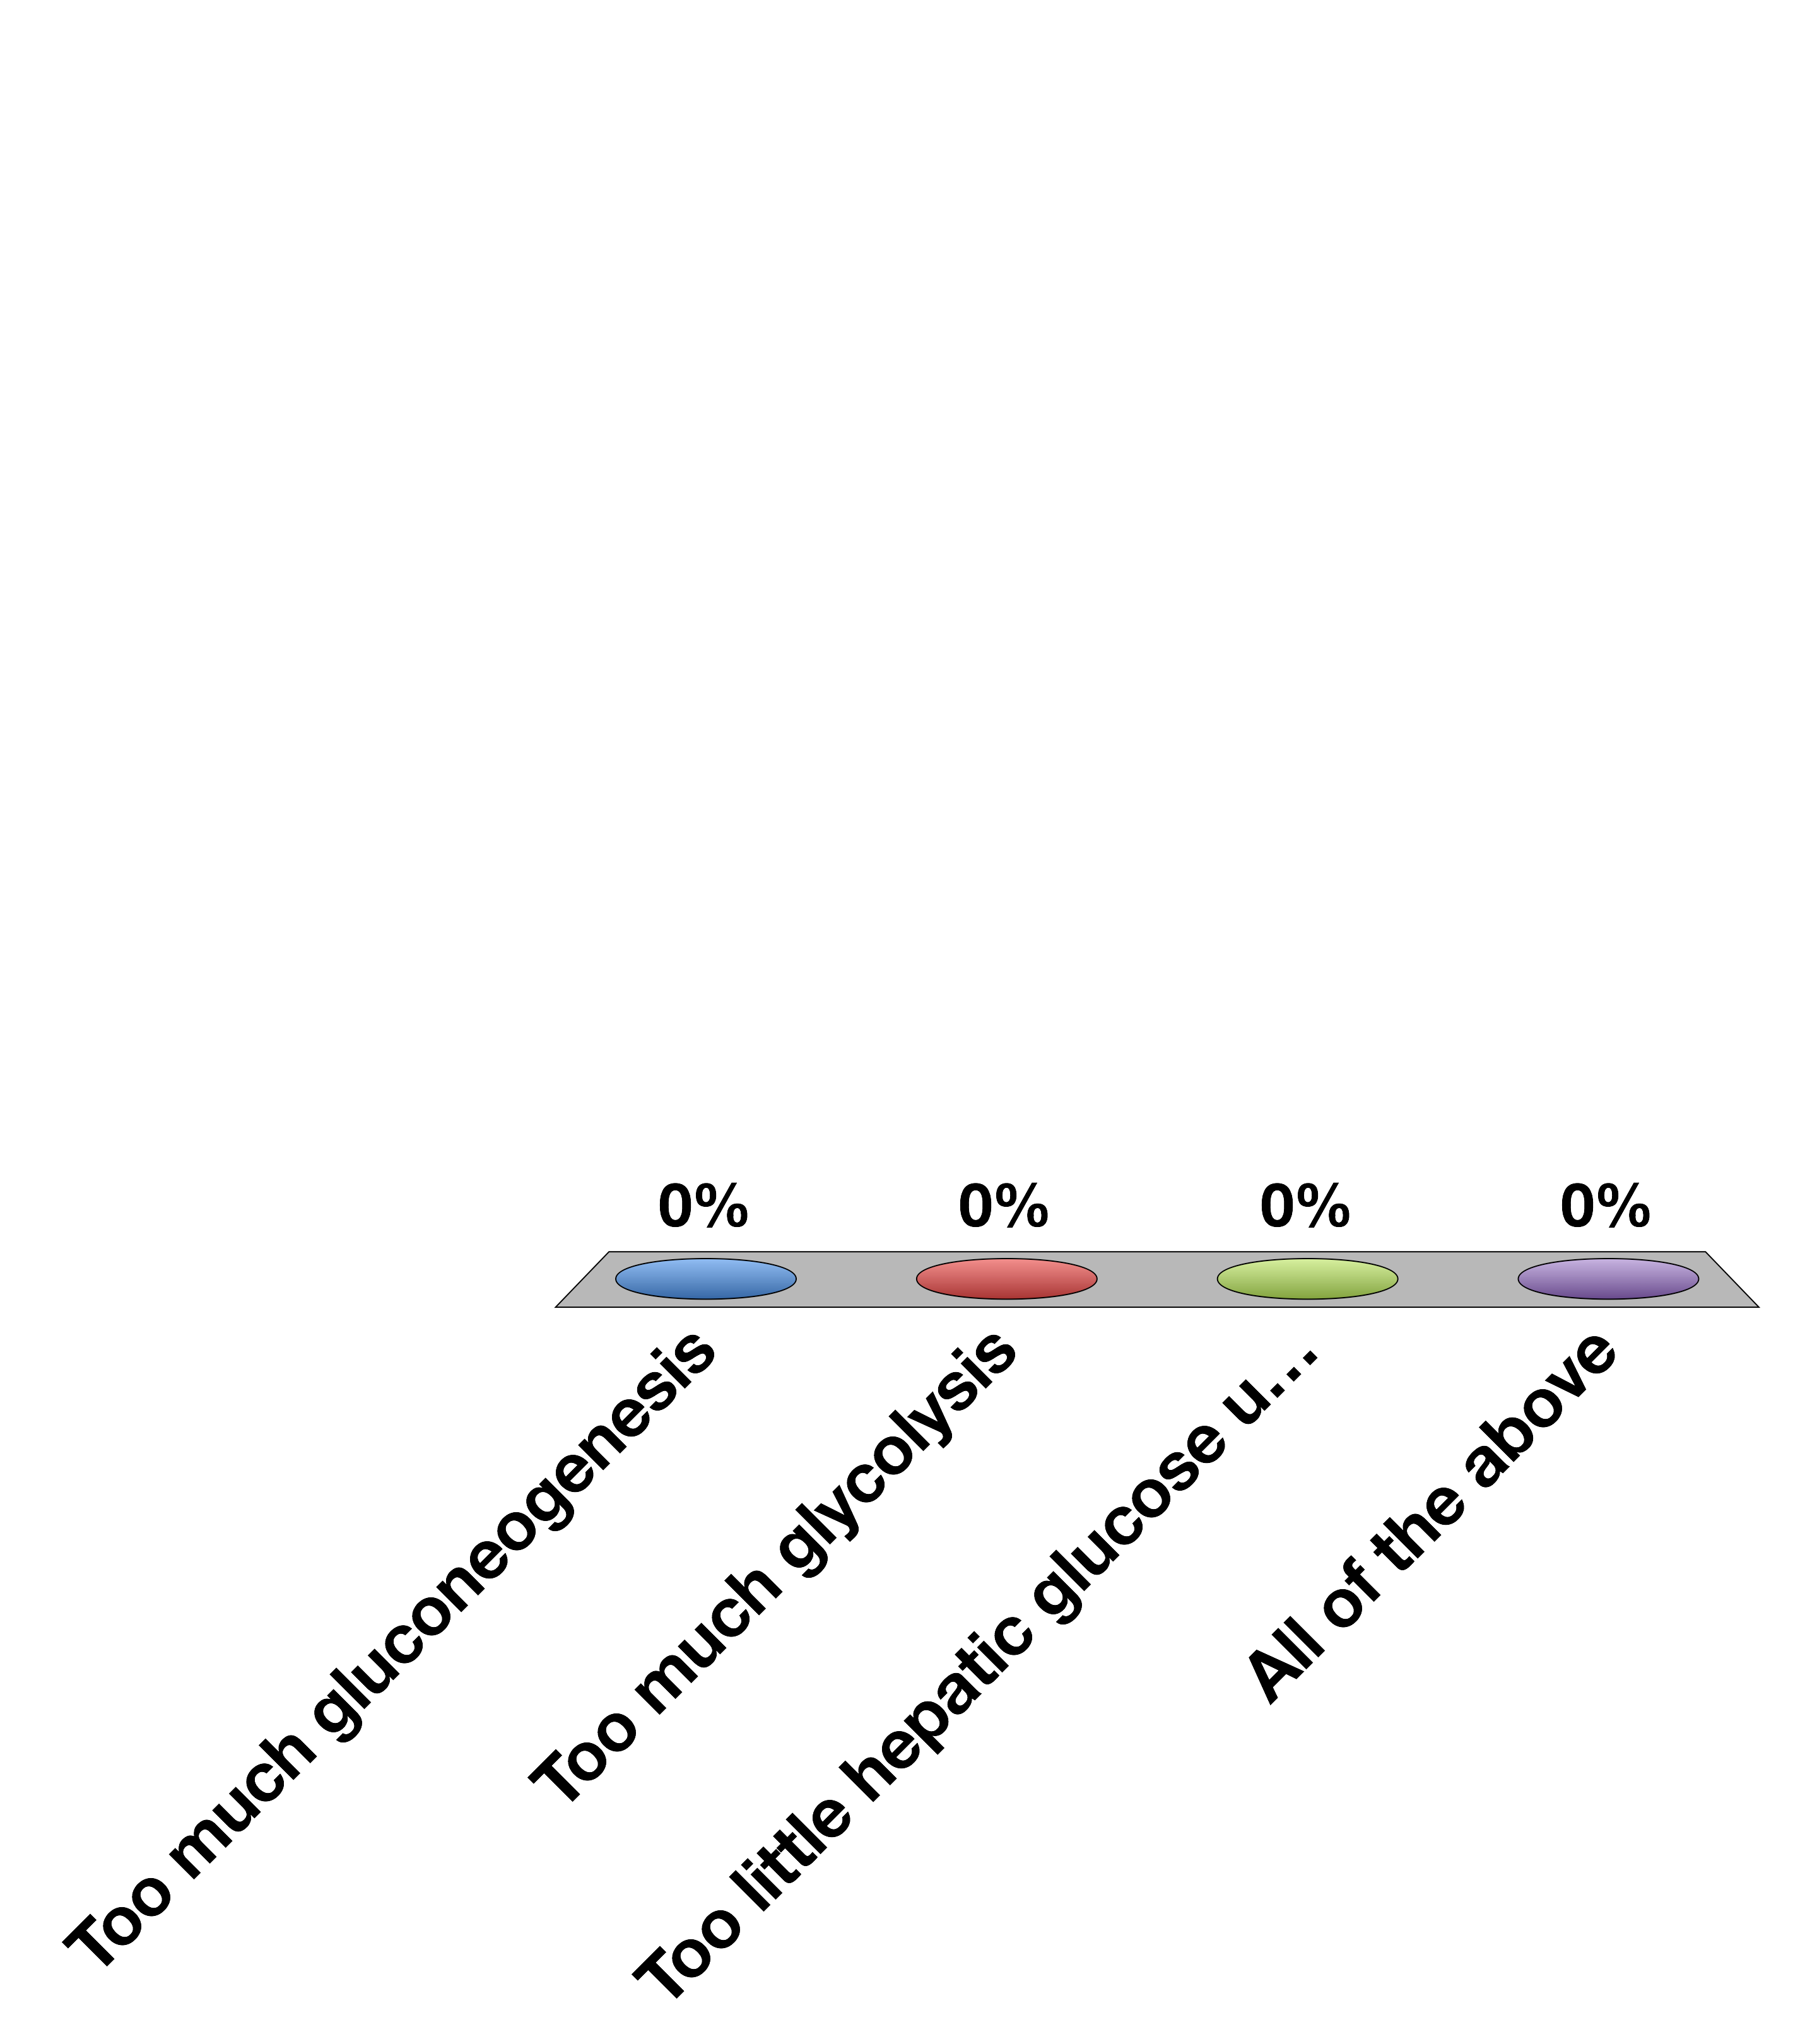 0% 0% 0% 0%
Too much gluconeogenesis
Too much glycolysis
Too little hepatic glucose u...
All of the above